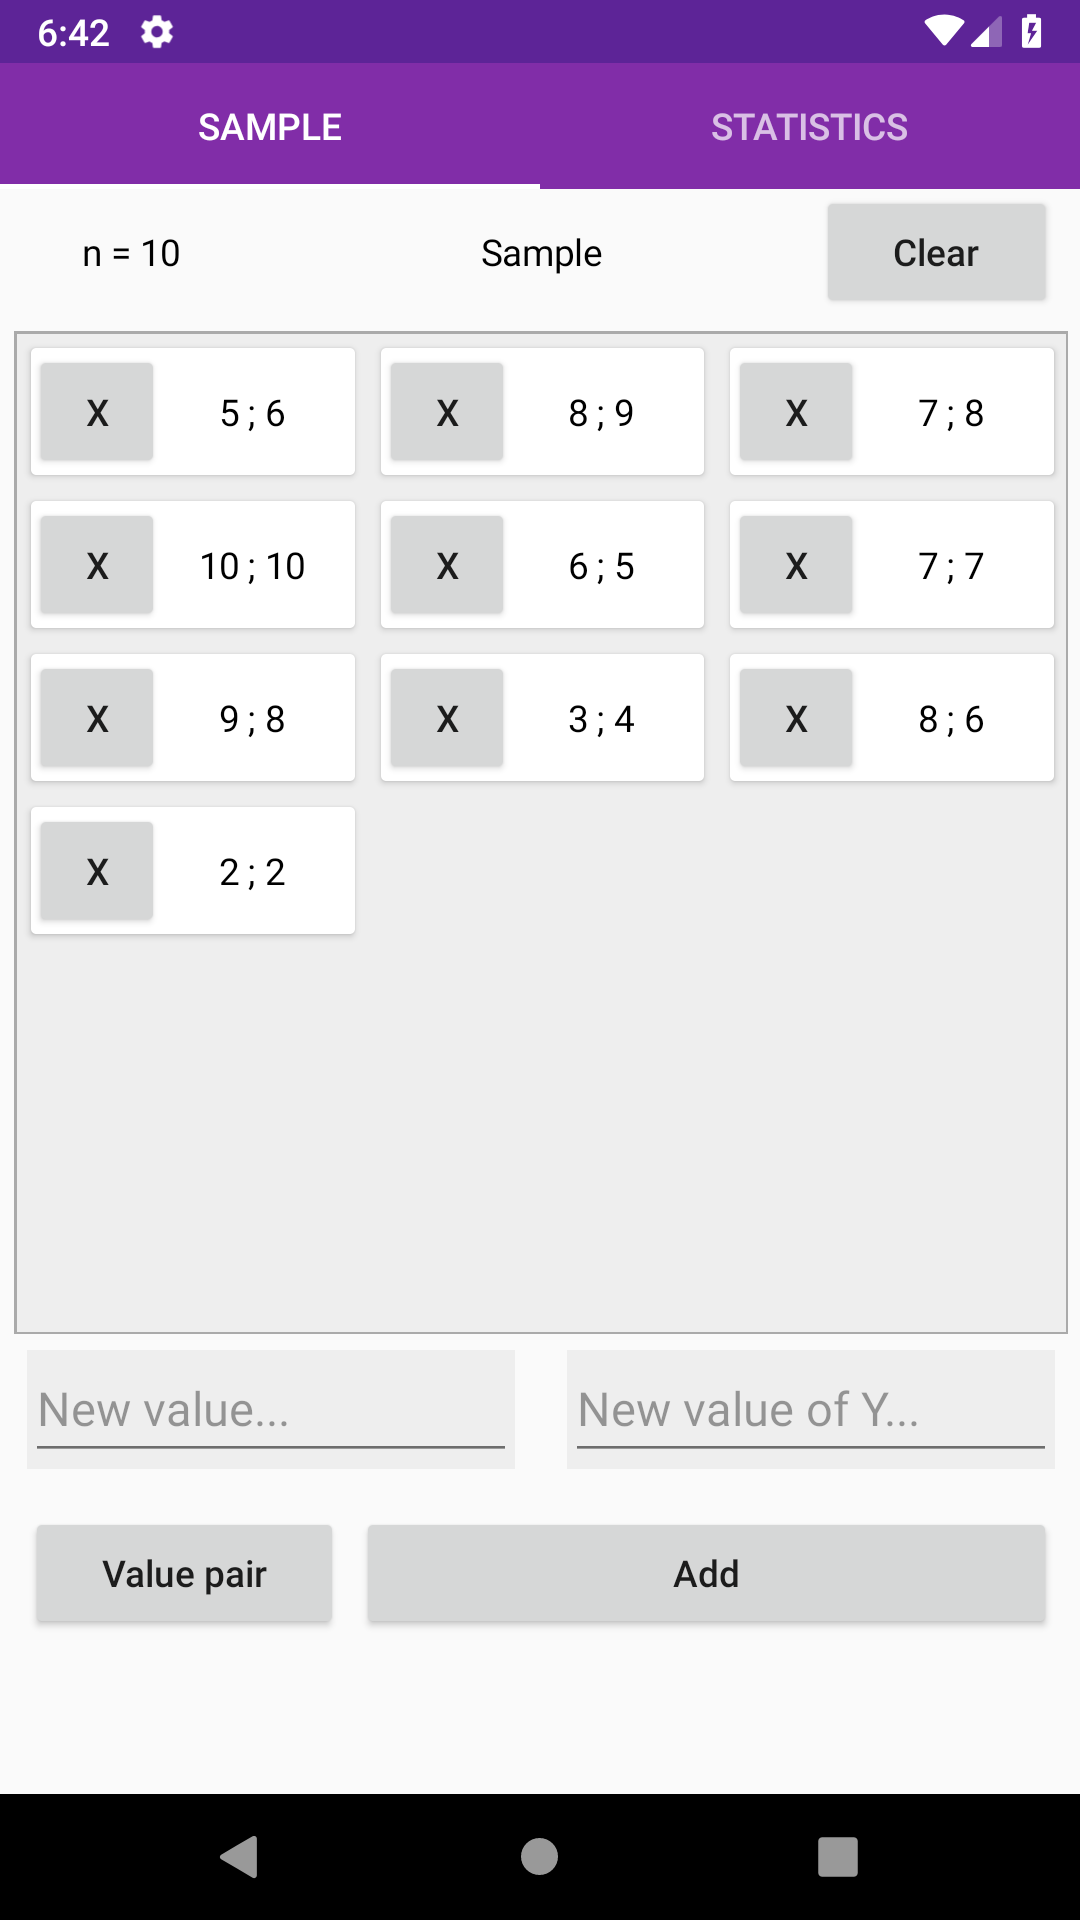 6:42
SAMPLE STATISTICS
n = 10 Sample Clear
X 5 ; 6 X 8 ; 9 X 7 ; 8
X 10 ; 10 X 6 ; 5 X 7 ; 7
X 9 ; 8 X 3 ; 4 X 8 ; 6
X 2 ; 2
New value... New value of Y...
Value pair Add